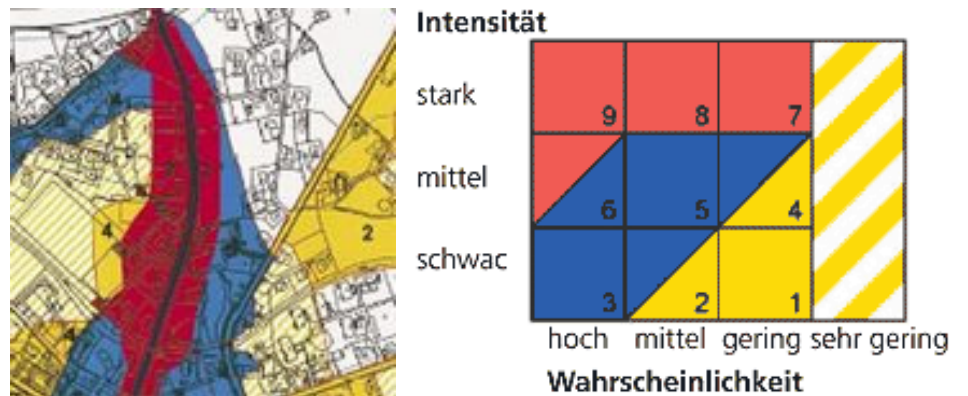 4
2
Intensität
stark
9 8 7
mittel
6 5 4
schwac
3 2 1
hoch mittel gering sehr gering
Wahrscheinlichkeit